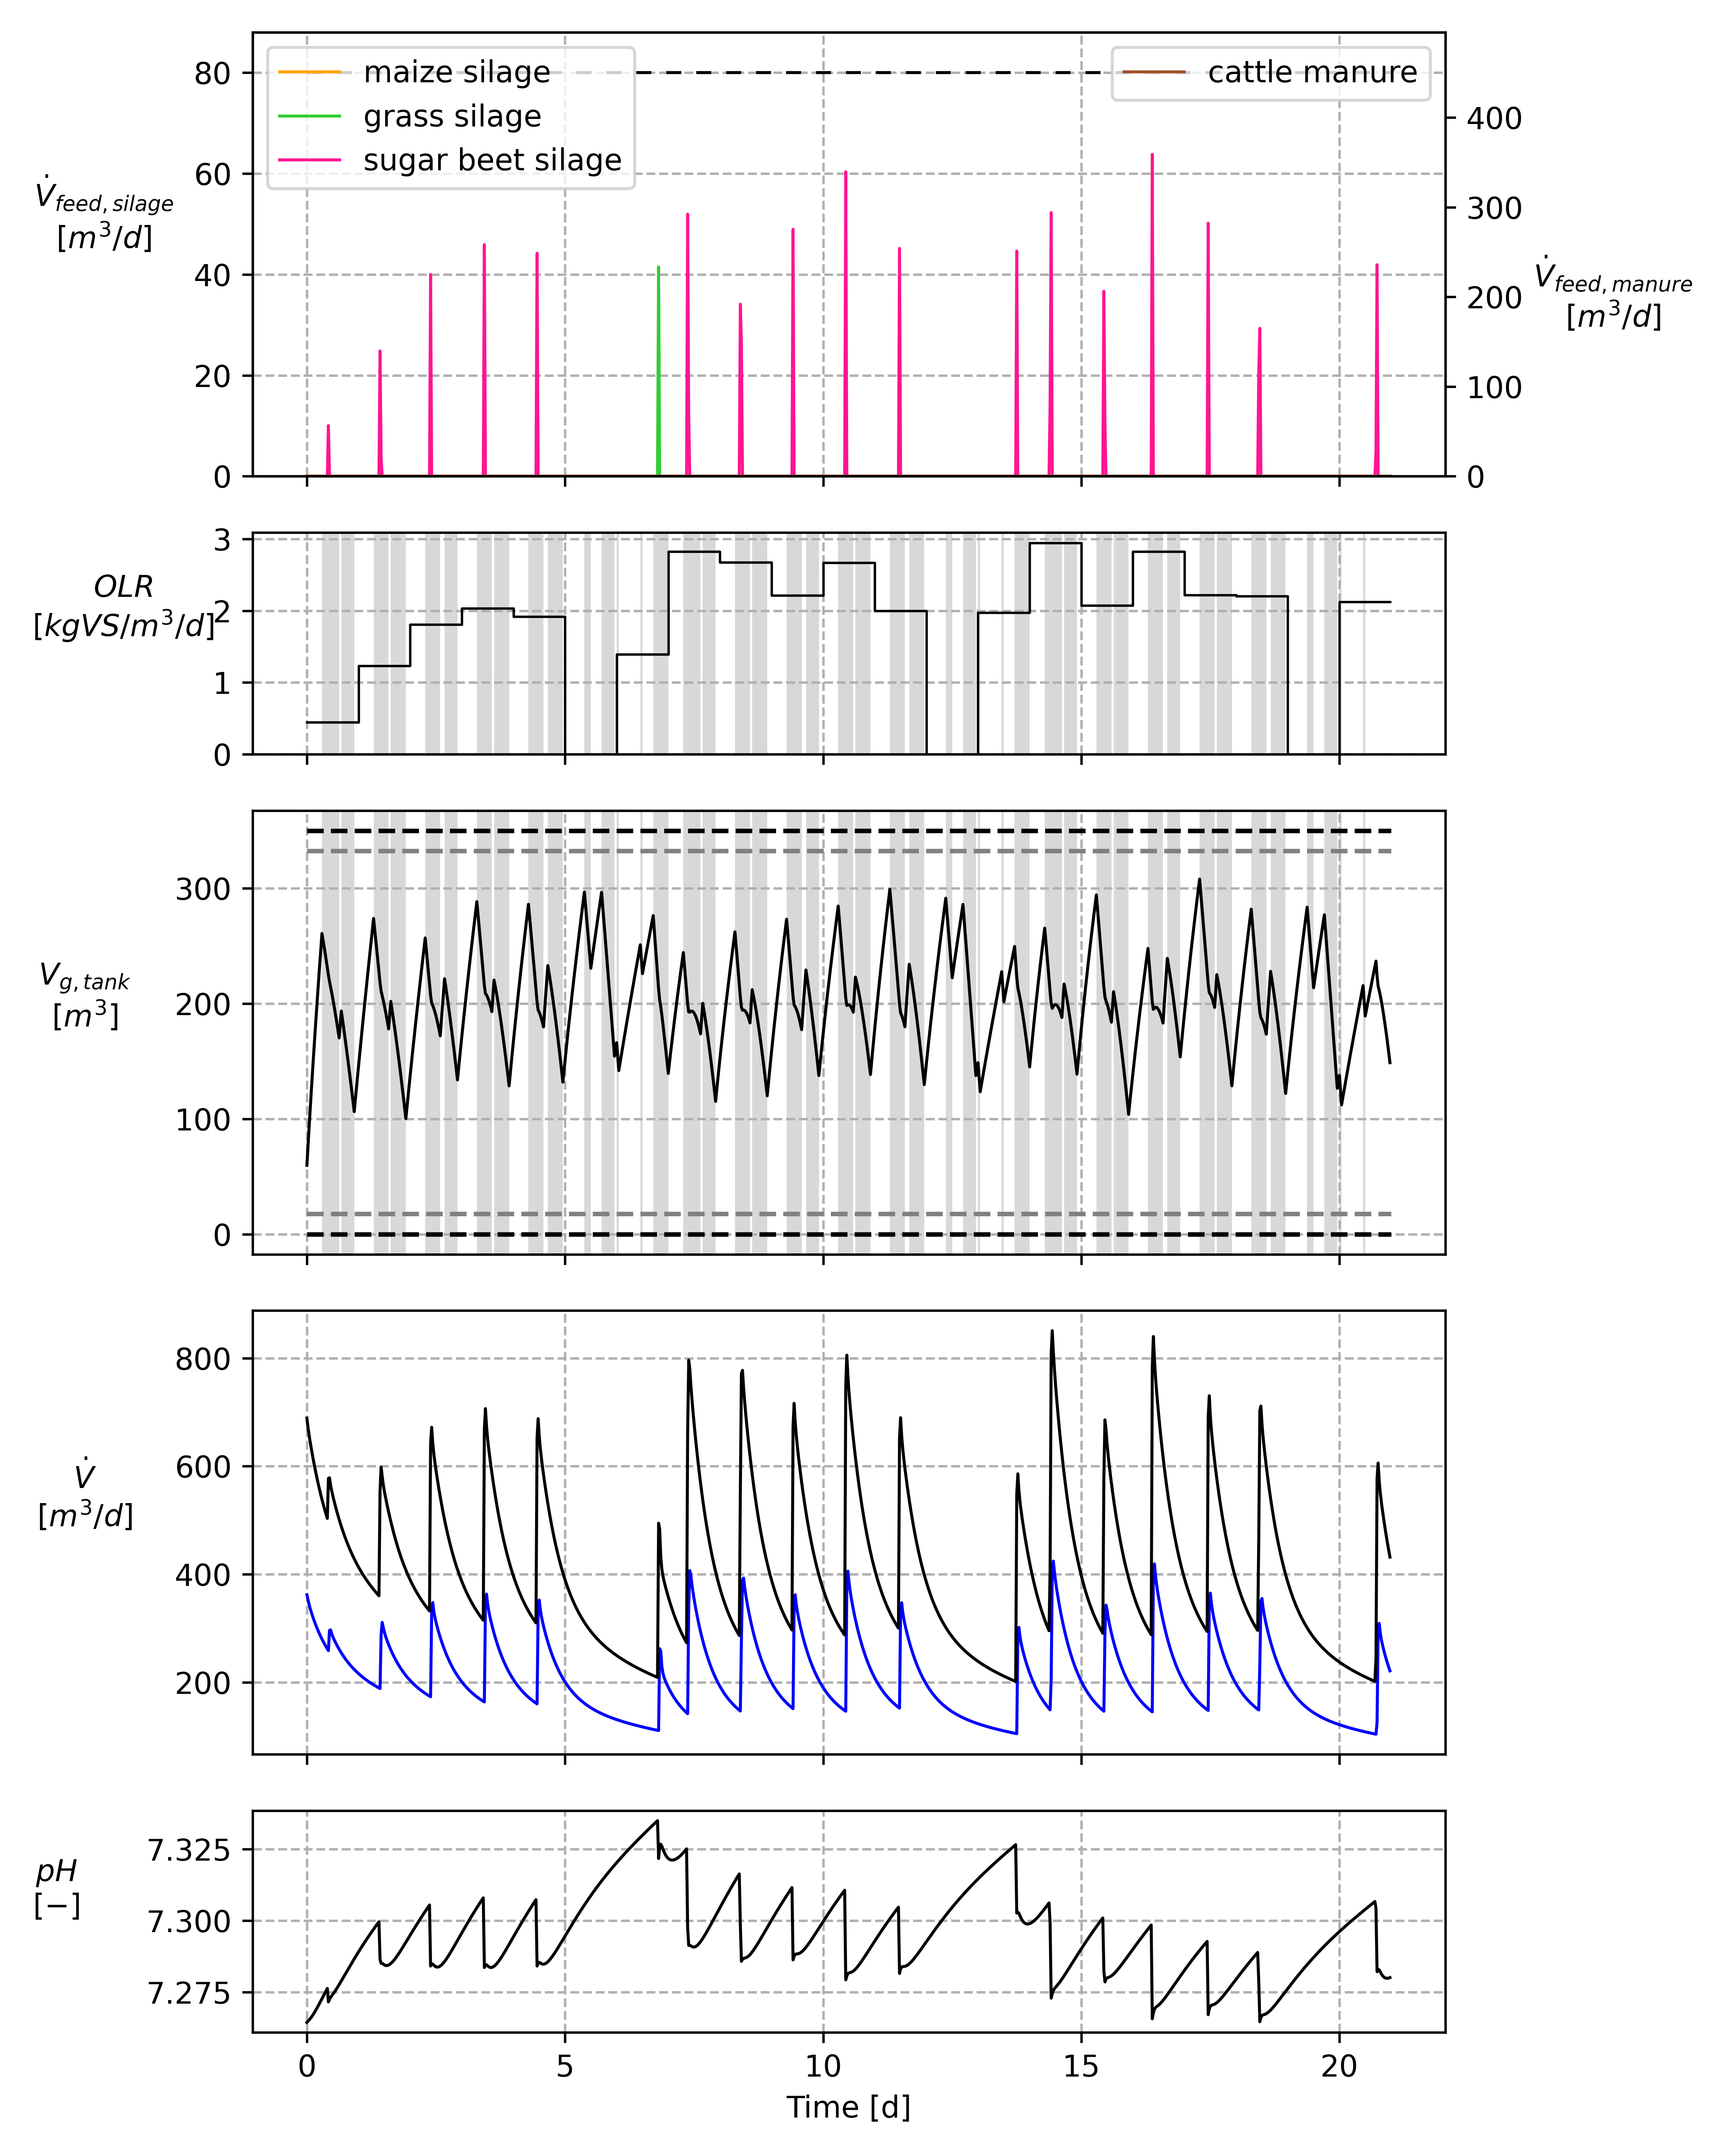 maize silage
grass silage
sugar beet silage
cattle manure
80
60
40
20
0
400
300
200
100
0
V̇_{feed, silage}
[m³/d]
V̇_{feed, manure}
[m³/d]
OLR
[kgVS/m³/d]
3
2
1
0
V_{g, tank}
[m³]
300
200
100
0
V̇
[m³/d]
800
600
400
200
pH
[−]
7.325
7.300
7.275
0 5 10 15 20
Time [d]